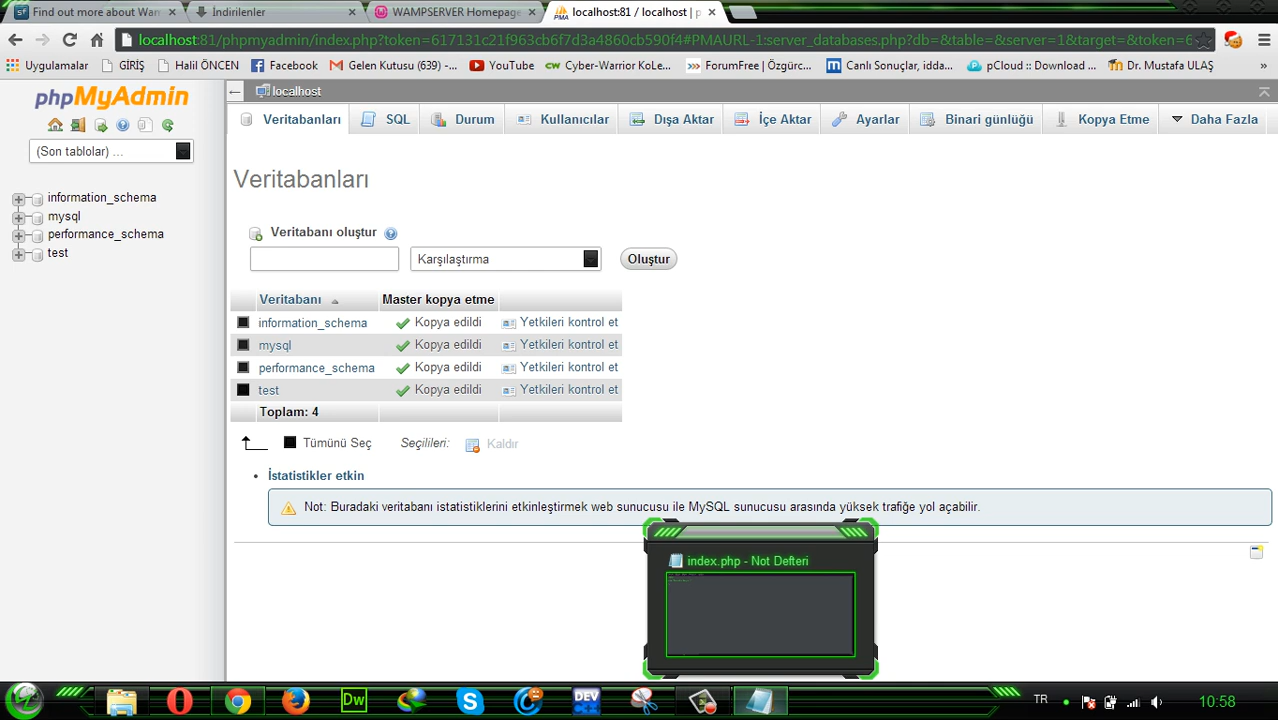 Find out more about Wam
İndirilenler
WAMPSERVER Homepage
localhost:81 / localhost | p
localhost:81/phpmyadmin/index.php?token=617131c21f963cb6f7d3a4860cb590f4#PMAURL-1:server_databases.php?db=&table=&server=1&target=&token=6
Uygulamalar
GİRİŞ
Halil ÖNCEN
Facebook
Gelen Kutusu (639) -...
YouTube
Cyber-Warrior KoLe...
ForumFree | Özgürc...
Canlı Sonuçlar, idda...
pCloud :: Download ...
Dr. Mustafa ULAŞ
»
phpMyAdmin
(Son tablolar) ...
information_schema
mysql
performance_schema
test
localhost
Veritabanları
SQL
Durum
Kullanıcılar
Dışa Aktar
İçe Aktar
Ayarlar
Binari günlüğü
Kopya Etme
Daha Fazla
Veritabanları
Veritabanı oluştur
Karşılaştırma
Oluştur
Veritabanı Master kopya etme
information_schema Kopya edildi Yetkileri kontrol et
mysql Kopya edildi Yetkileri kontrol et
performance_schema Kopya edildi Yetkileri kontrol et
test Kopya edildi Yetkileri kontrol et
Toplam: 4
Tümünü Seç Seçilileri: Kaldır
• İstatistikler etkin
Not: Buradaki veritabanı istatistiklerini etkinleştirmek web sunucusu ile MySQL sunucusu arasında yüksek trafiğe yol açabilir.
index.php - Not Defteri
Dw
DEV
C++
TR
10:58